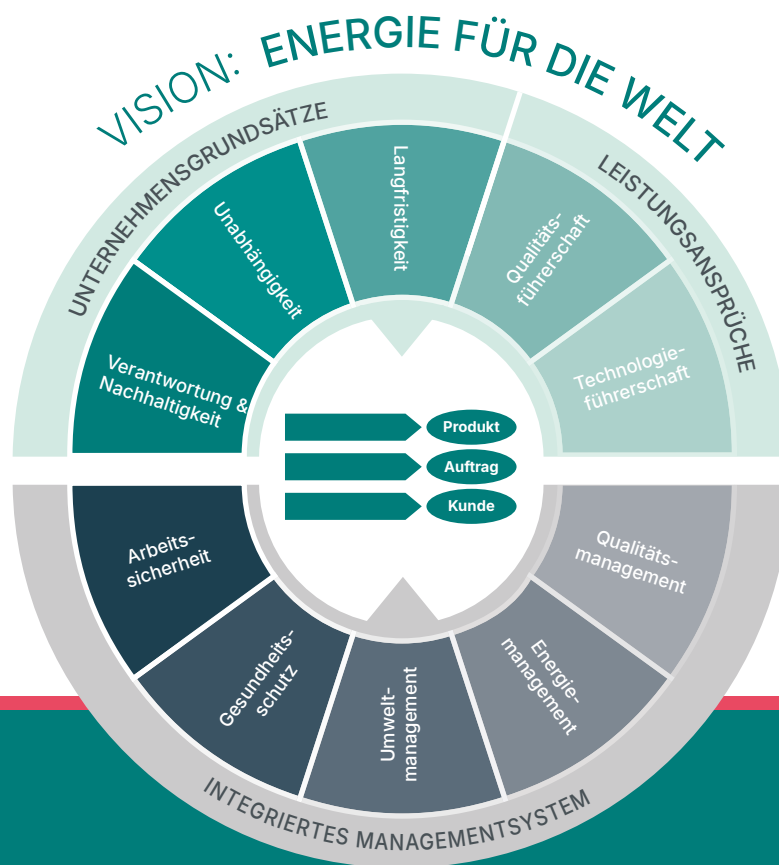 VISION: ENERGIE FÜR DIE WELT
UNTERNEHMENSGRUNDSÄTZE
LEISTUNGSANSPRÜCHE
Verantwortung &
Nachhaltigkeit
Unabhängigkeit
Langfristigkeit
Qualitäts-
führerschaft
Technologie-
führerschaft
Produkt
Auftrag
Kunde
Arbeits-
sicherheit
Gesundheits-
schutz
Umwelt-
management
Energie-
management
Qualitäts-
management
INTEGRIERTES MANAGEMENTSYSTEM